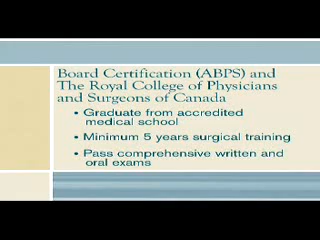 Board Certification (ABPS) and
The Royal College of Physicians
and Surgeons of Canada
• Graduate from accredited
medical school
• Minimum 5 years surgical training
• Pass comprehensive written and
oral exams